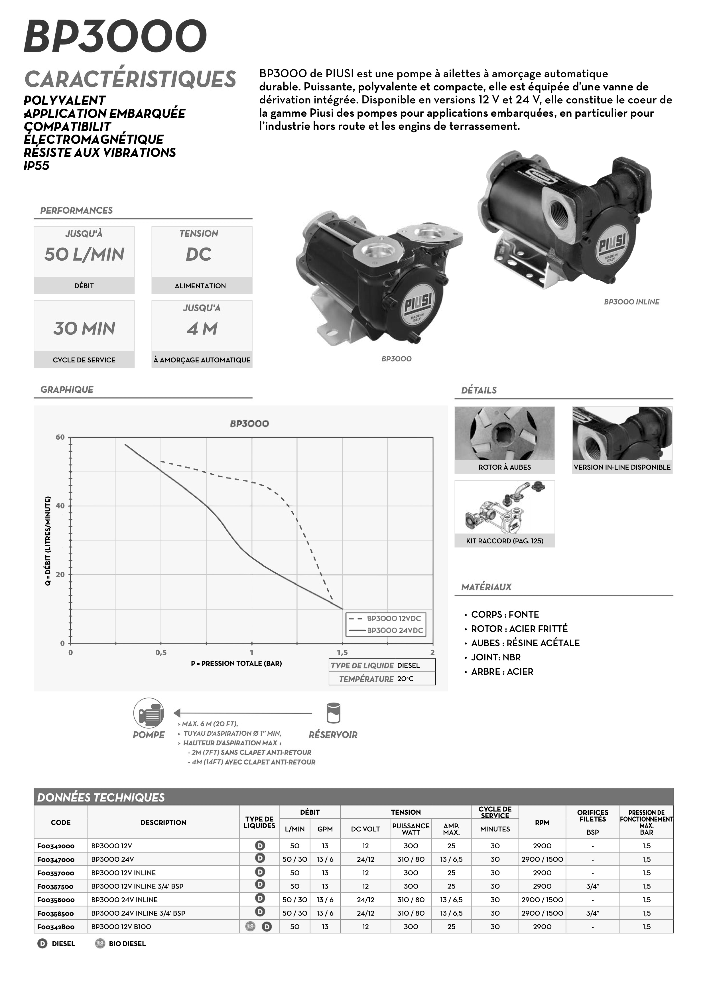 BP3000
CARACTÉRISTIQUES
POLYVALENT
APPLICATION EMBARQUÉE
COMPATIBILIT
ÉLECTROMAGNÉTIQUE
RÉSISTE AUX VIBRATIONS
IP55
BP3000 de PIUSI est une pompe à ailettes à amorçage automatique
durable. Puissante, polyvalente et compacte, elle est équipée d’une vanne de
dérivation intégrée. Disponible en versions 12 V et 24 V, elle constitue le coeur de
la gamme Piusi des pompes pour applications embarquées, en particulier pour
l’industrie hors route et les engins de terrassement.
PERFORMANCES
JUSQU'À
50 L/MIN
DÉBIT
TENSION
DC
ALIMENTATION
30 MIN
CYCLE DE SERVICE
JUSQU'A
4 M
À AMORÇAGE AUTOMATIQUE
PIUSI
MADE IN
ITALY
BP3000
DANGER
PIUSI
MADE IN
ITALY
BP3000 INLINE
GRAPHIQUE
BP3000
Q = DÉBIT (LITRES/MINUTE)
60
40
20
0
0 0,5 1 1,5 2
P = PRESSION TOTALE (BAR)
BP3000 12VDC
BP3000 24VDC
TYPE DE LIQUIDE DIESEL
TEMPÉRATURE 20°C
DÉTAILS
ROTOR À AUBES
VERSION IN-LINE DISPONIBLE
KIT RACCORD (PAG. 125)
MATÉRIAUX
• CORPS : FONTE
• ROTOR : ACIER FRITTÉ
• AUBES : RÉSINE ACÉTALE
• JOINT: NBR
• ARBRE : ACIER
POMPE
> MAX. 6 M (20 FT),
> TUYAU D’ASPIRATION Ø 1” MIN,
> HAUTEUR D’ASPIRATION MAX :
- 2M (7FT) SANS CLAPET ANTI-RETOUR
- 4M (14FT) AVEC CLAPET ANTI-RETOUR
RÉSERVOIR
DONNÉES TECHNIQUES
CODE DESCRIPTION TYPE DE LIQUIDES DÉBIT TENSION CYCLE DE SERVICE RPM ORIFICES FILETÉS BSP PRESSION DE FONCTIONNEMENT MAX. BAR
L/MIN GPM DC VOLT PUISSANCE WATT AMP. MAX. MINUTES
F00342000 BP3000 12V D 50 13 12 300 25 30 2900 - 1,5
F00347000 BP3000 24V D 50 / 30 13 / 6 24/12 310 / 80 13 / 6,5 30 2900 / 1500 - 1,5
F00357000 BP3000 12V INLINE D 50 13 12 300 25 30 2900 - 1,5
F00357500 BP3000 12V INLINE 3/4’ BSP D 50 13 12 300 25 30 2900 3/4” 1,5
F00358000 BP3000 24V INLINE D 50 / 30 13 / 6 24/12 310 / 80 13 / 6,5 30 2900 / 1500 - 1,5
F00358500 BP3000 24V INLINE 3/4’ BSP D 50 / 30 13 / 6 24/12 310 / 80 13 / 6,5 30 2900 / 1500 3/4” 1,5
F00342B00 BP3000 12V B100 BIO D 50 13 12 300 25 30 2900 - 1,5
D DIESEL BIO BIO DIESEL